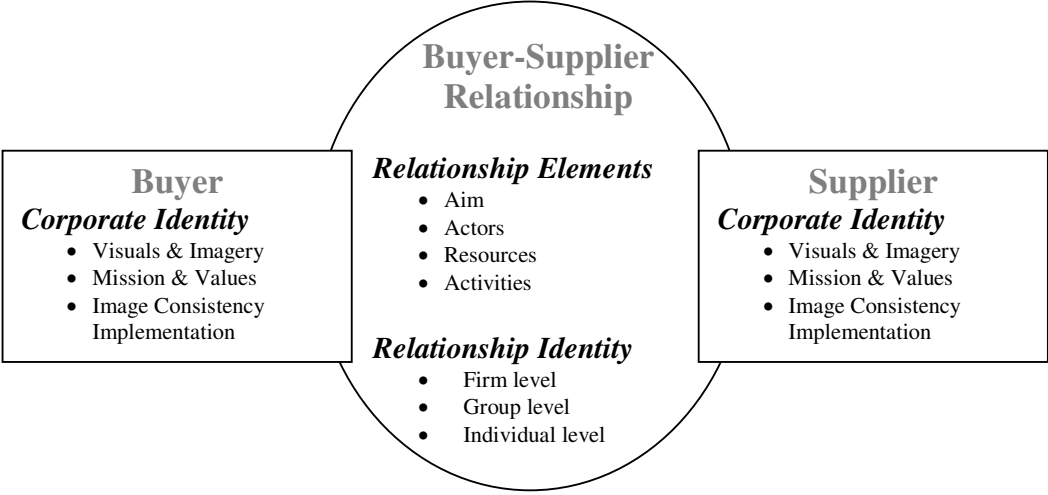 Buyer-Supplier
Relationship
Buyer
Corporate Identity
• Visuals & Imagery
• Mission & Values
• Image Consistency
Implementation
Relationship Elements
• Aim
• Actors
• Resources
• Activities
Relationship Identity
• Firm level
• Group level
• Individual level
Supplier
Corporate Identity
• Visuals & Imagery
• Mission & Values
• Image Consistency
Implementation